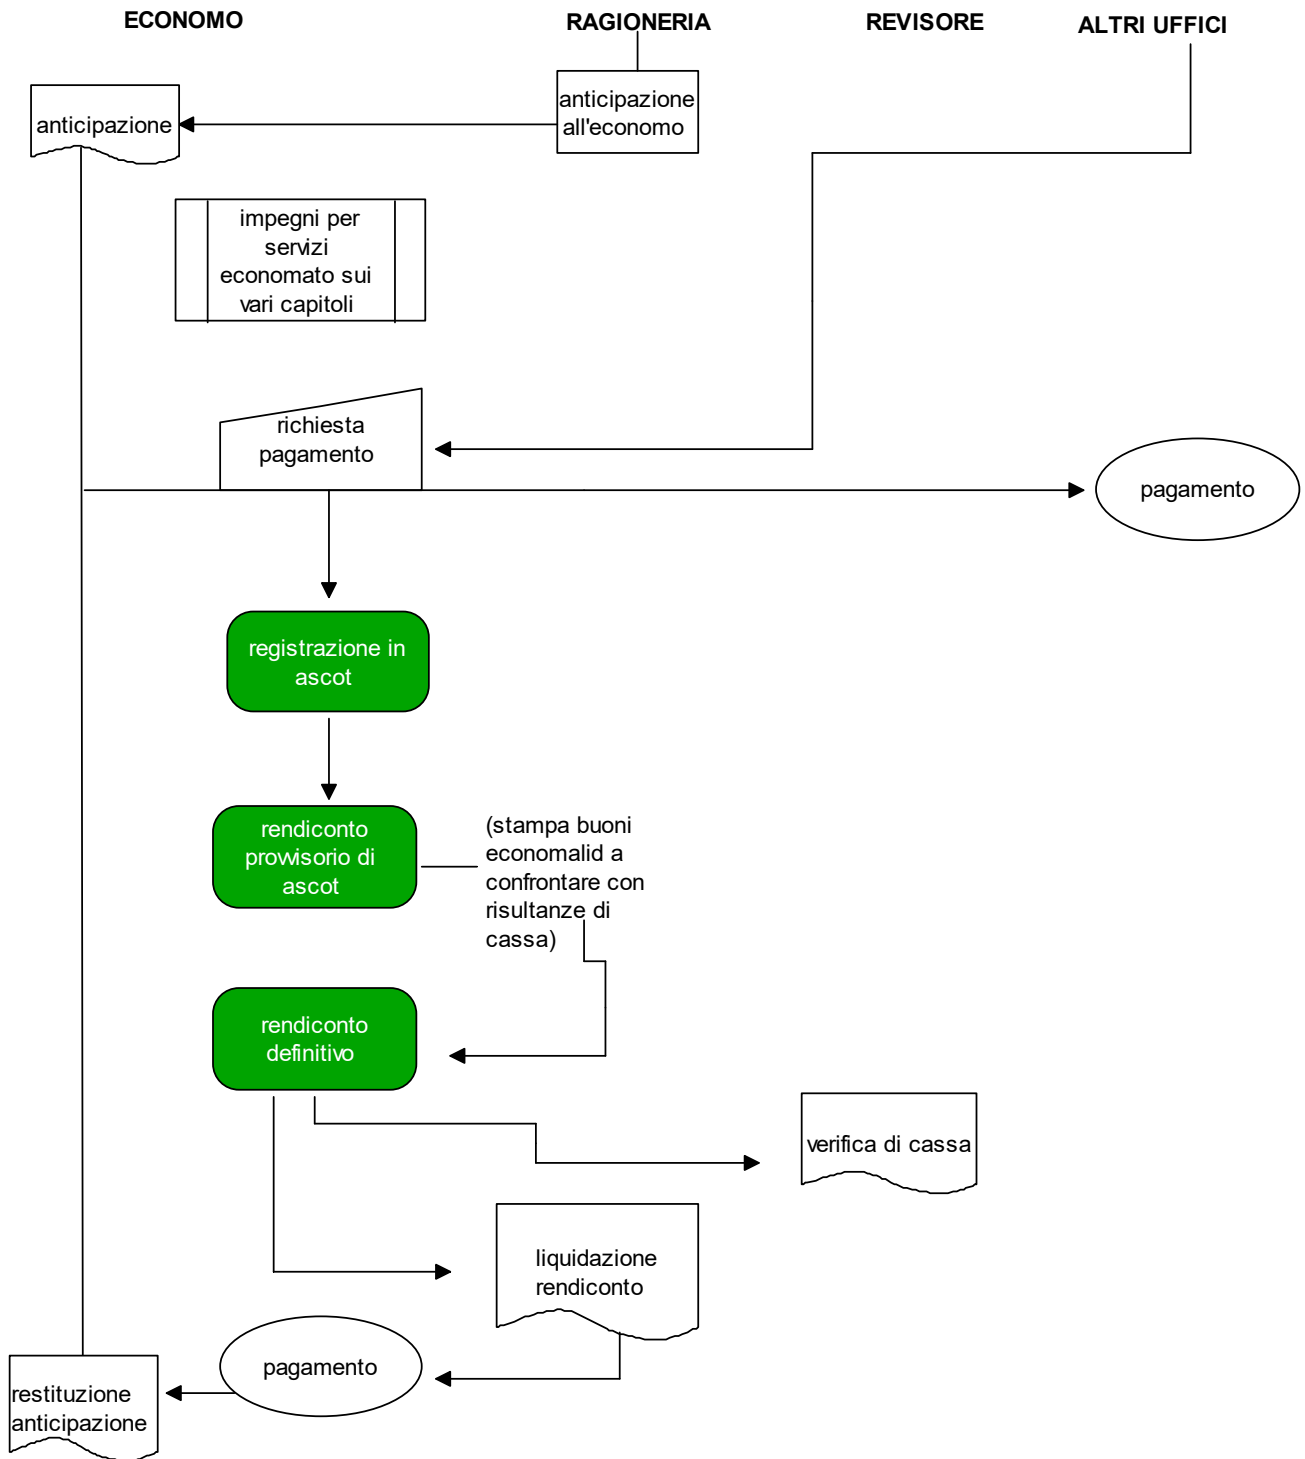 ECONOMO
RAGIONERIA
REVISORE
ALTRI UFFICI
anticipazione
all'economo
anticipazione
impegni per
servizi
economato sui
vari capitoli
richiesta
pagamento
pagamento
registrazione in
ascot
rendiconto
provvisorio di
ascot
(stampa buoni
economalid a
confrontare con
risultanze di
cassa)
rendiconto
definitivo
verifica di cassa
liquidazione
rendiconto
pagamento
restituzione
anticipazione